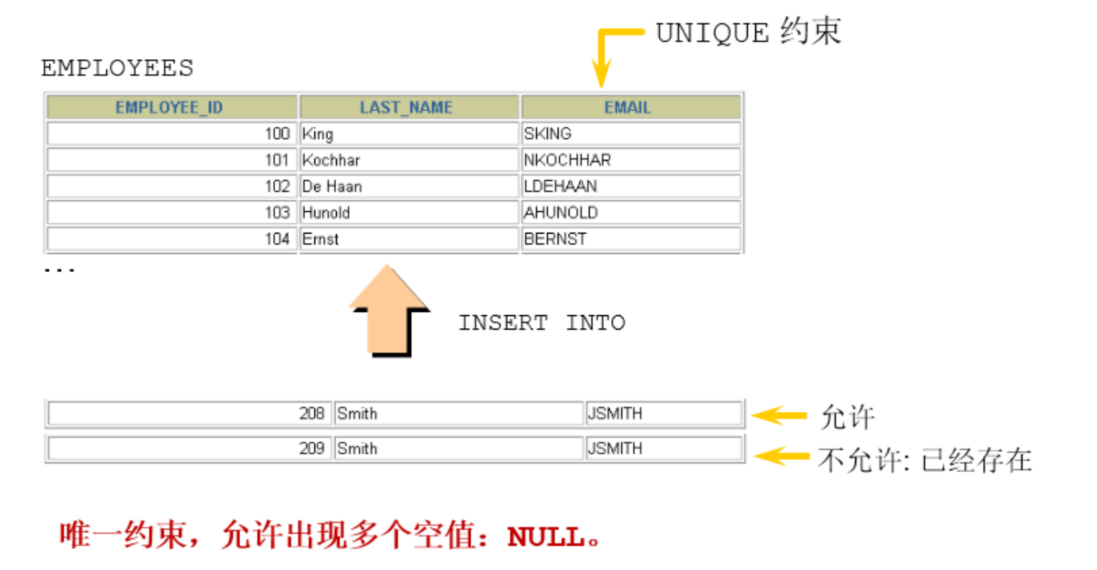 UNIQUE 约束
EMPLOYEES
EMPLOYEE_ID LAST_NAME EMAIL
100 King SKING
101 Kochhar NKOCHHAR
102 De Haan LDEHAAN
103 Hunold AHUNOLD
104 Ernst BERNST
...
INSERT INTO
208 Smith JSMITH 允许
209 Smith JSMITH 不允许: 已经存在
唯一约束，允许出现多个空值：NULL。